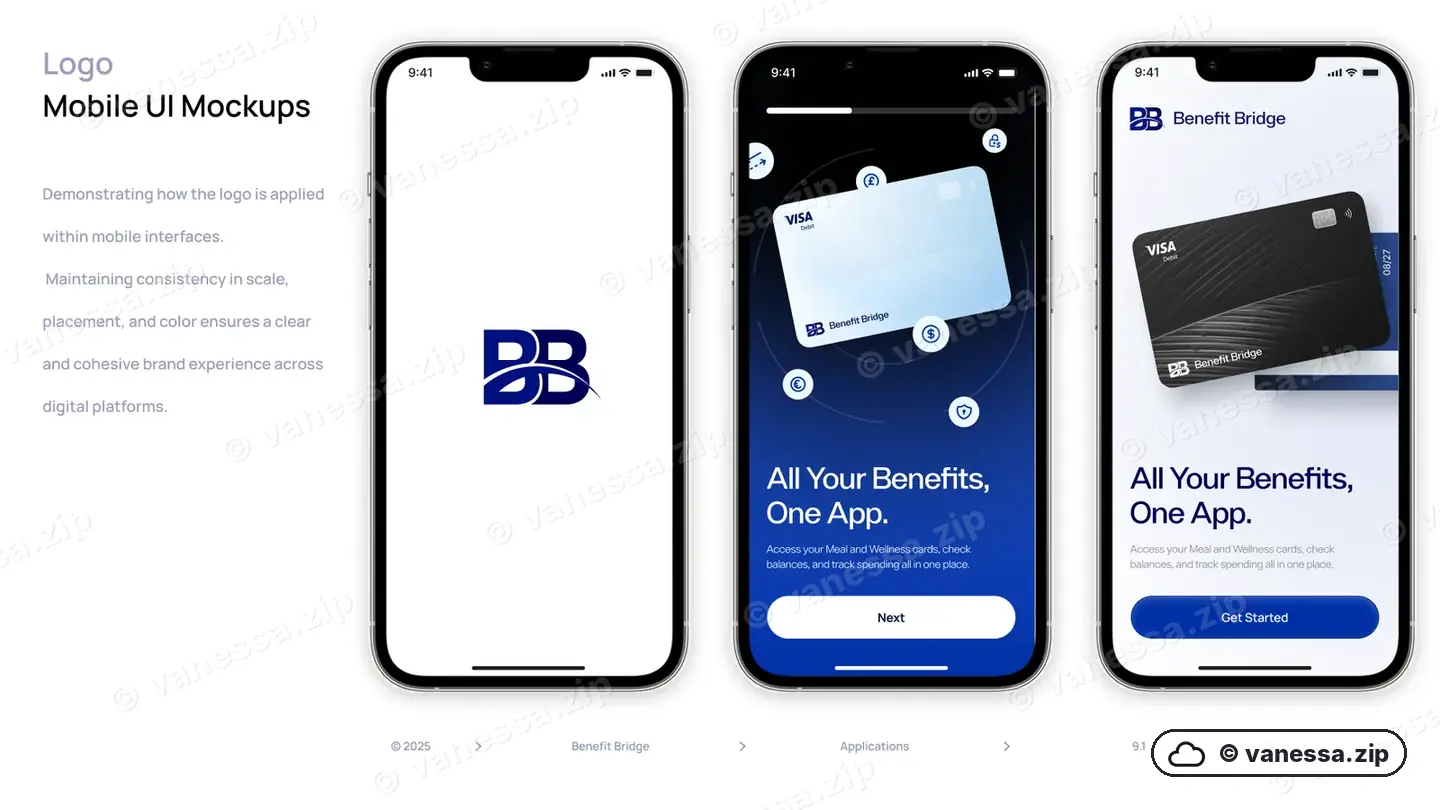 Logo
Mobile UI Mockups
Demonstrating how the logo is applied
within mobile interfaces.
Maintaining consistency in scale,
placement, and color ensures a clear
and cohesive brand experience across
digital platforms.
9:41
BB
9:41
VISA
Debit
BB Benefit Bridge
All Your Benefits,
One App.
Access your Meal and Wellness cards, check
balances, and track spending all in one place.
Next
9:41
BB Benefit Bridge
VISA
Debit
08/27
BB Benefit Bridge
All Your Benefits,
One App.
Access your Meal and Wellness cards, check
balances, and track spending all in one place.
Get Started
© 2025 > Benefit Bridge > Applications > 9.1
© vanessa.zip